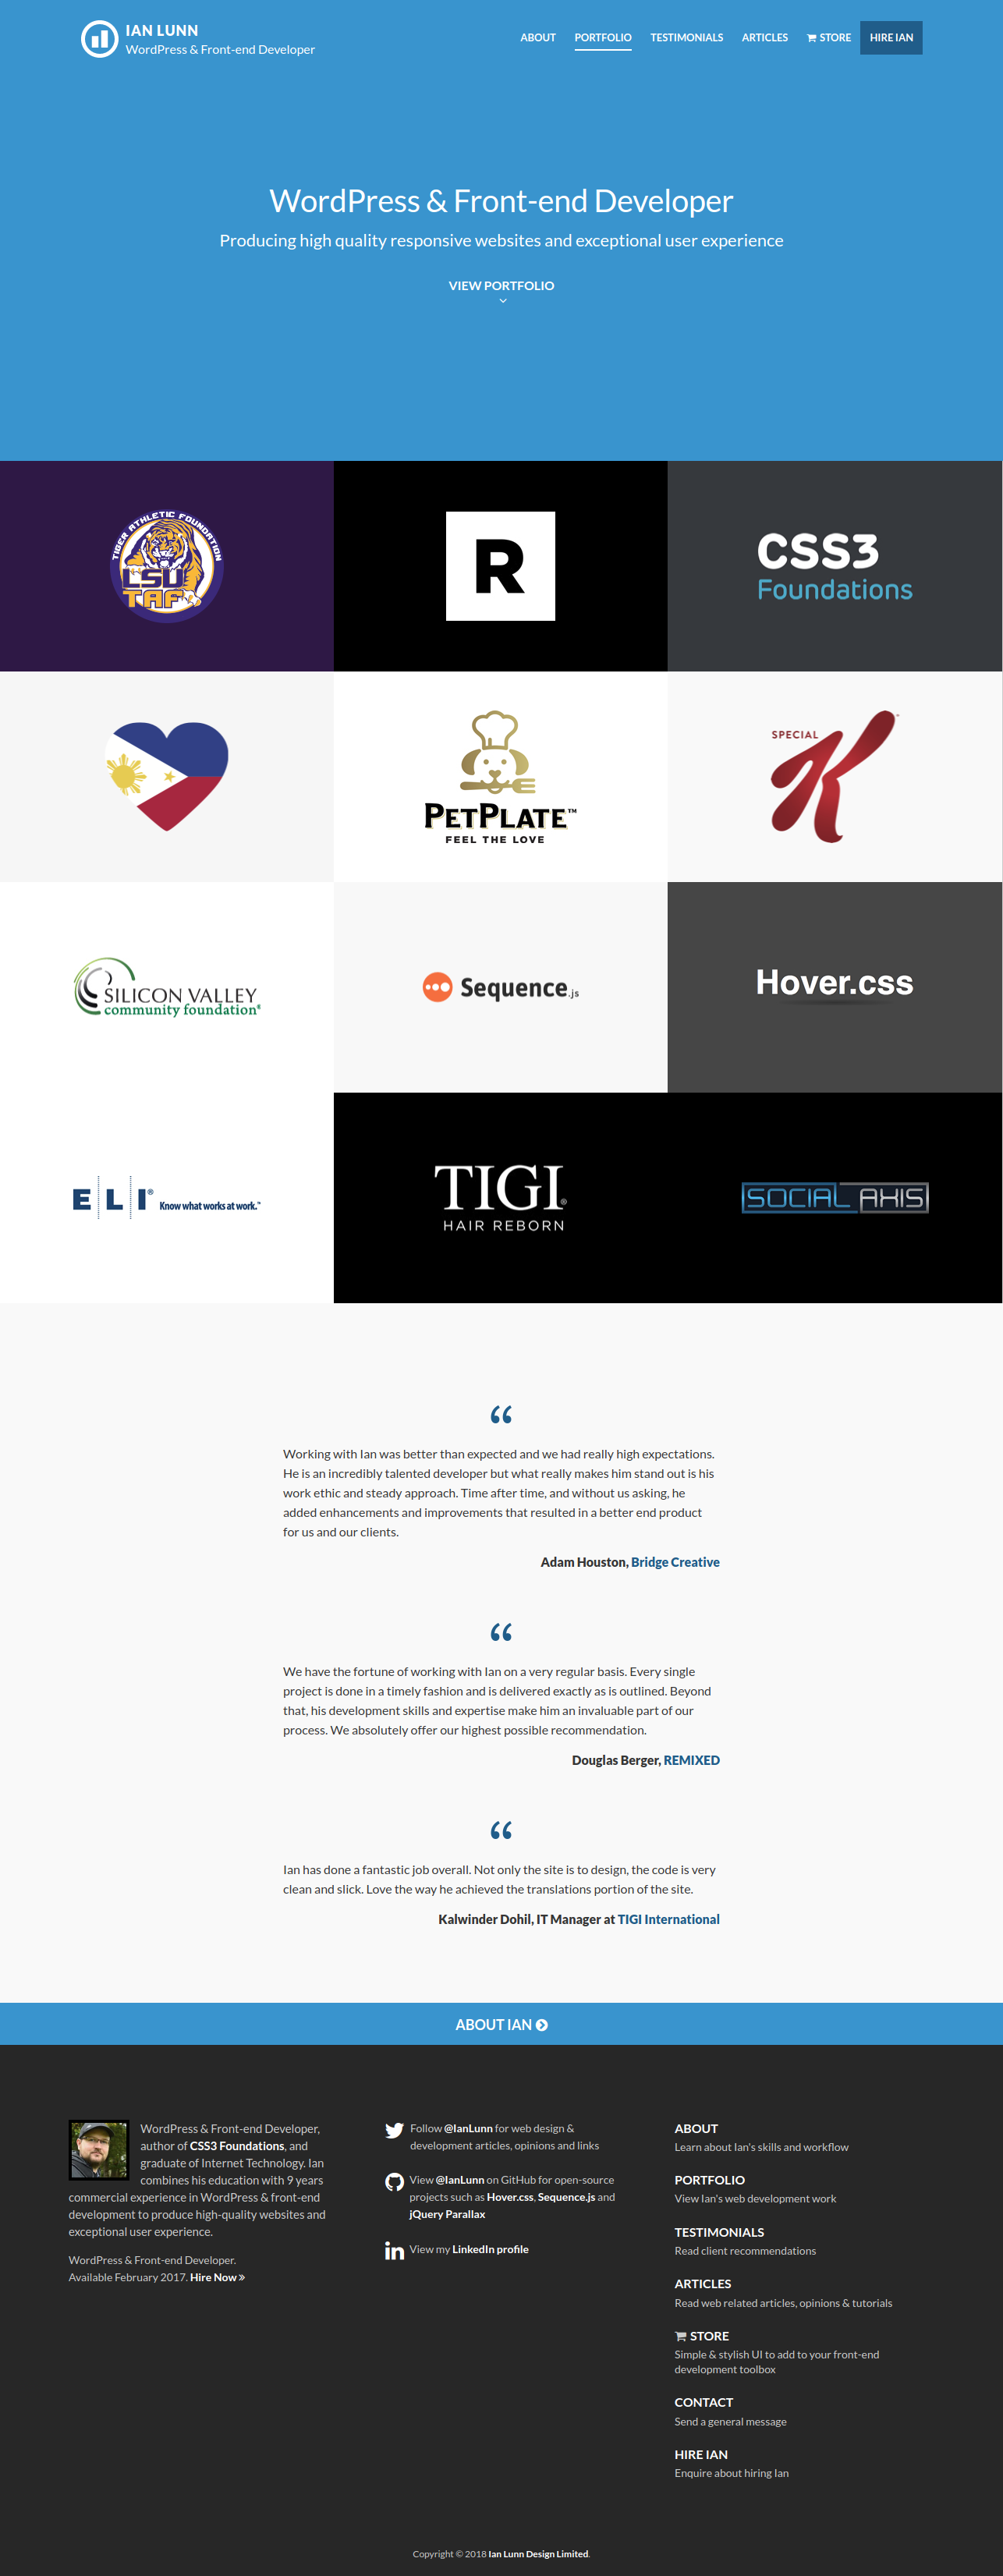 IAN LUNN
WordPress & Front-end Developer
ABOUT PORTFOLIO TESTIMONIALS ARTICLES STORE HIRE IAN
WordPress & Front-end Developer
Producing high quality responsive websites and exceptional user experience
VIEW PORTFOLIO
TIGER ATHLETIC FOUNDATION
LSU
TAF
R
CSS3
Foundations
PETPLATE™
FEEL THE LOVE
SPECIAL
K
SILICON VALLEY
community foundation®
Sequence.js
Hover.css
E L I® Know what works at work.™
TIGI®
HAIR REBORN
SOCIAL AXIS
“
Working with Ian was better than expected and we had really high expectations.
He is an incredibly talented developer but what really makes him stand out is his
work ethic and steady approach. Time after time, and without us asking, he
added enhancements and improvements that resulted in a better end product
for us and our clients.
Adam Houston, Bridge Creative
“
We have the fortune of working with Ian on a very regular basis. Every single
project is done in a timely fashion and is delivered exactly as is outlined. Beyond
that, his development skills and expertise make him an invaluable part of our
process. We absolutely offer our highest possible recommendation.
Douglas Berger, REMIXED
“
Ian has done a fantastic job overall. Not only the site is to design, the code is very
clean and slick. Love the way he achieved the translations portion of the site.
Kalwinder Dohil, IT Manager at TIGI International
ABOUT IAN
WordPress & Front-end Developer,
author of CSS3 Foundations, and
graduate of Internet Technology. Ian
combines his education with 9 years
commercial experience in WordPress & front-end
development to produce high-quality websites and
exceptional user experience.
WordPress & Front-end Developer.
Available February 2017. Hire Now »
Follow @IanLunn for web design &
development articles, opinions and links
View @IanLunn on GitHub for open-source
projects such as Hover.css, Sequence.js and
jQuery Parallax
View my LinkedIn profile
ABOUT
Learn about Ian's skills and workflow
PORTFOLIO
View Ian's web development work
TESTIMONIALS
Read client recommendations
ARTICLES
Read web related articles, opinions & tutorials
STORE
Simple & stylish UI to add to your front-end
development toolbox
CONTACT
Send a general message
HIRE IAN
Enquire about hiring Ian
Copyright © 2018 Ian Lunn Design Limited.